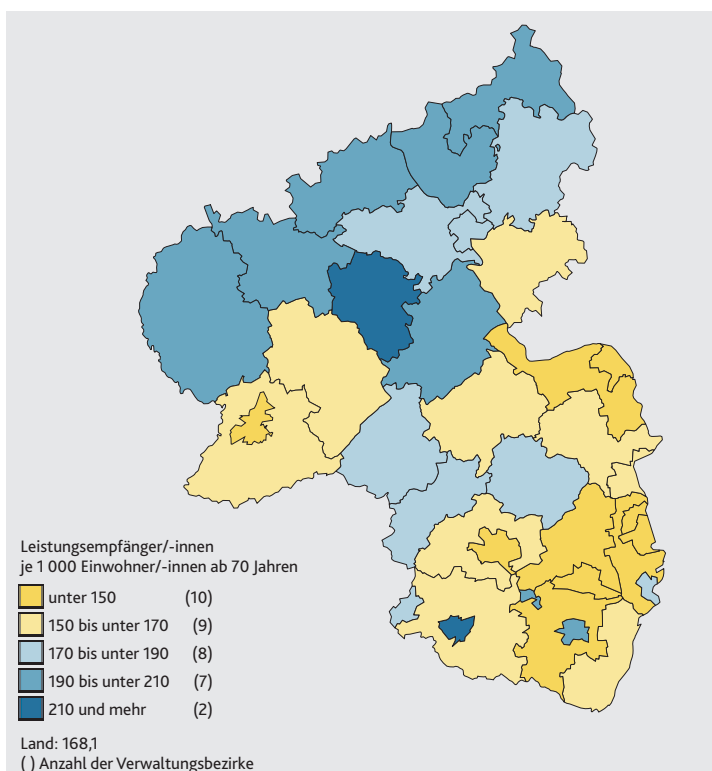 Leistungsempfänger/-innen
je 1 000 Einwohner/-innen ab 70 Jahren
unter 150 (10)
150 bis unter 170 (9)
170 bis unter 190 (8)
190 bis unter 210 (7)
210 und mehr (2)
Land: 168,1
( ) Anzahl der Verwaltungsbezirke